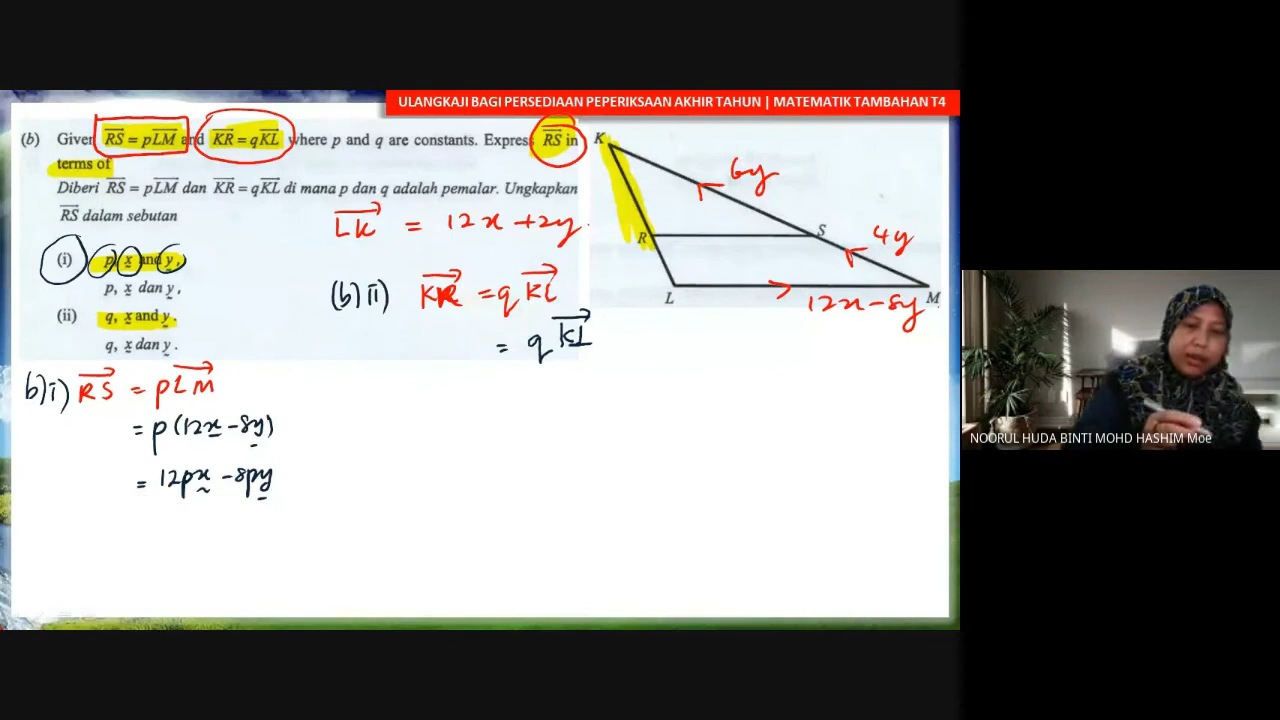 ULANGKAJI BAGI PERSEDIAAN PEPERIKSAAN AKHIR TAHUN | MATEMATIK TAMBAHAN T4
(b) Given RS = pLM and KR = qKL where p and q are constants. Express RS in
terms of
Diberi RS = pLM dan KR = qKL di mana p dan q adalah pemalar. Ungkapkan
RS dalam sebutan
(i) p, x and y,
p, x dan y,
(ii) q, x and y.
q, x dan y.
LK = 12x + 2y
(b) ii) KR = q KL
= q KL
K
6y
R
S
4y
L
M
12x - 8y
b) i) RS = pLM
= p(12x - 8y)
= 12px - 8py
NOORUL HUDA BINTI MOHD HASHIM Moe